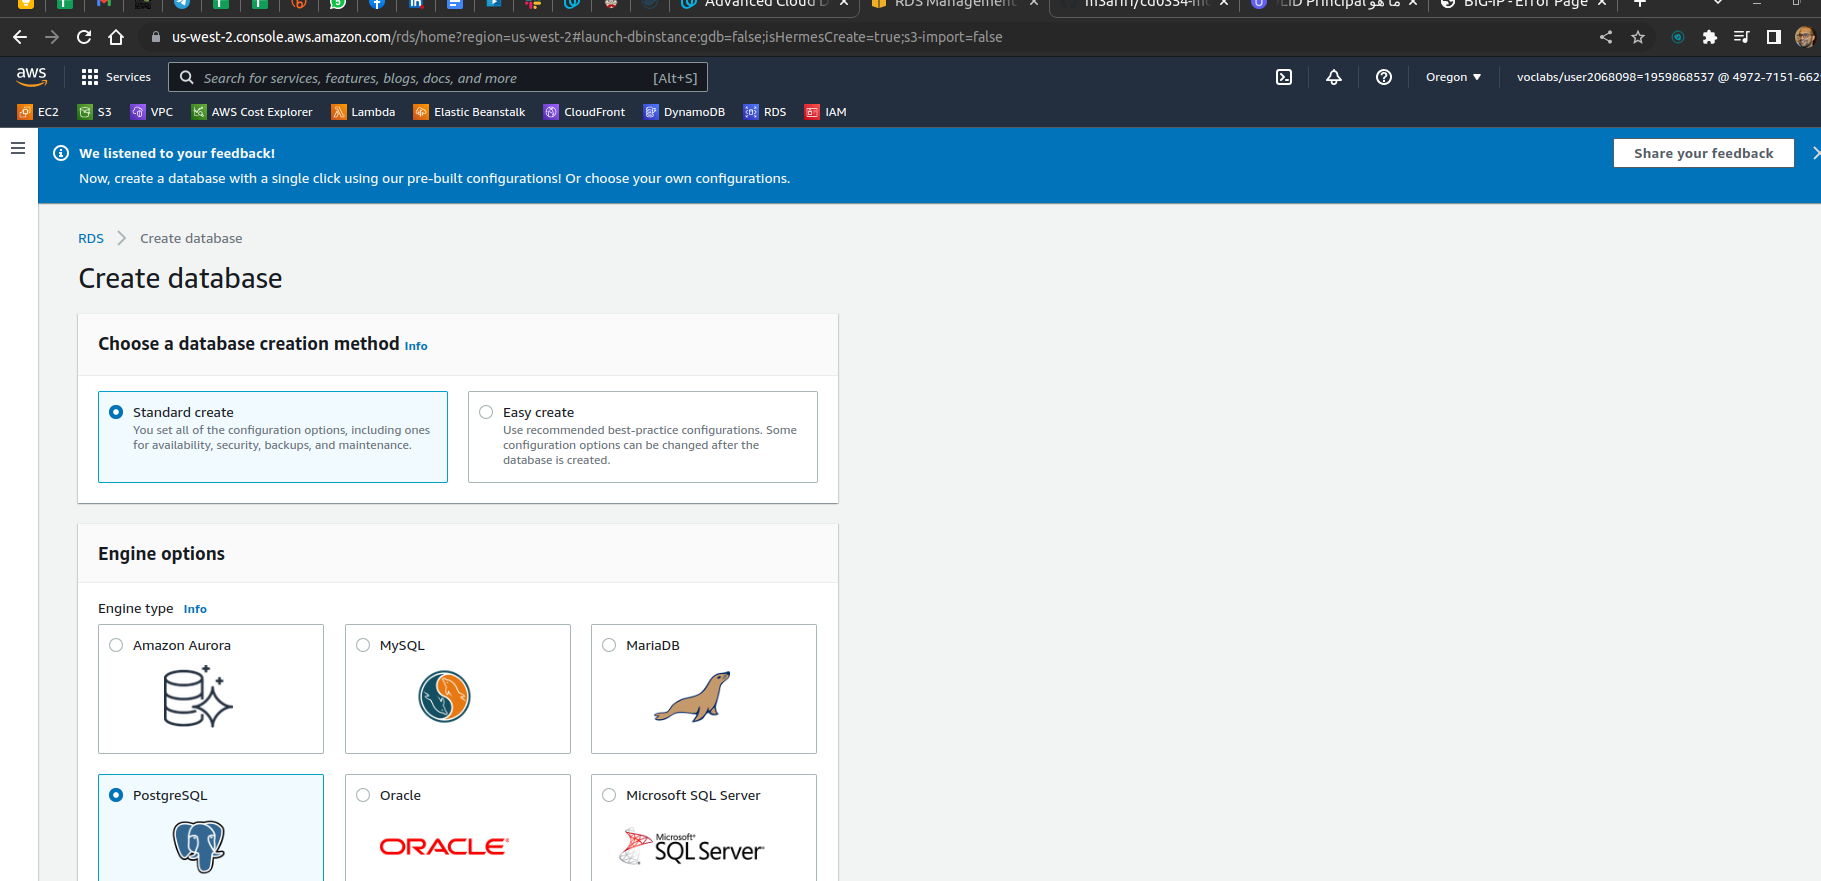 Advanced Cloud D
RDS Management
m3ariri/cd0354-mo
LID Principal ما هو
BIG-IP - Error Page
us-west-2.console.aws.amazon.com/rds/home?region=us-west-2#launch-dbinstance:gdb=false;isHermesCreate=true;s3-import=false
aws
Services
Search for services, features, blogs, docs, and more
[Alt+S]
Oregon
voclabs/user2068098=1959868537 @ 4972-7151-662
EC2
S3
VPC
AWS Cost Explorer
Lambda
Elastic Beanstalk
CloudFront
DynamoDB
RDS
IAM
We listened to your feedback!
Now, create a database with a single click using our pre-built configurations! Or choose your own configurations.
Share your feedback
RDS
Create database
Create database
Choose a database creation method Info
Standard create
You set all of the configuration options, including ones
for availability, security, backups, and maintenance.
Easy create
Use recommended best-practice configurations. Some
configuration options can be changed after the
database is created.
Engine options
Engine type Info
Amazon Aurora
MySQL
MariaDB
PostgreSQL
Oracle
ORACLE
Microsoft SQL Server
Microsoft
SQL Server